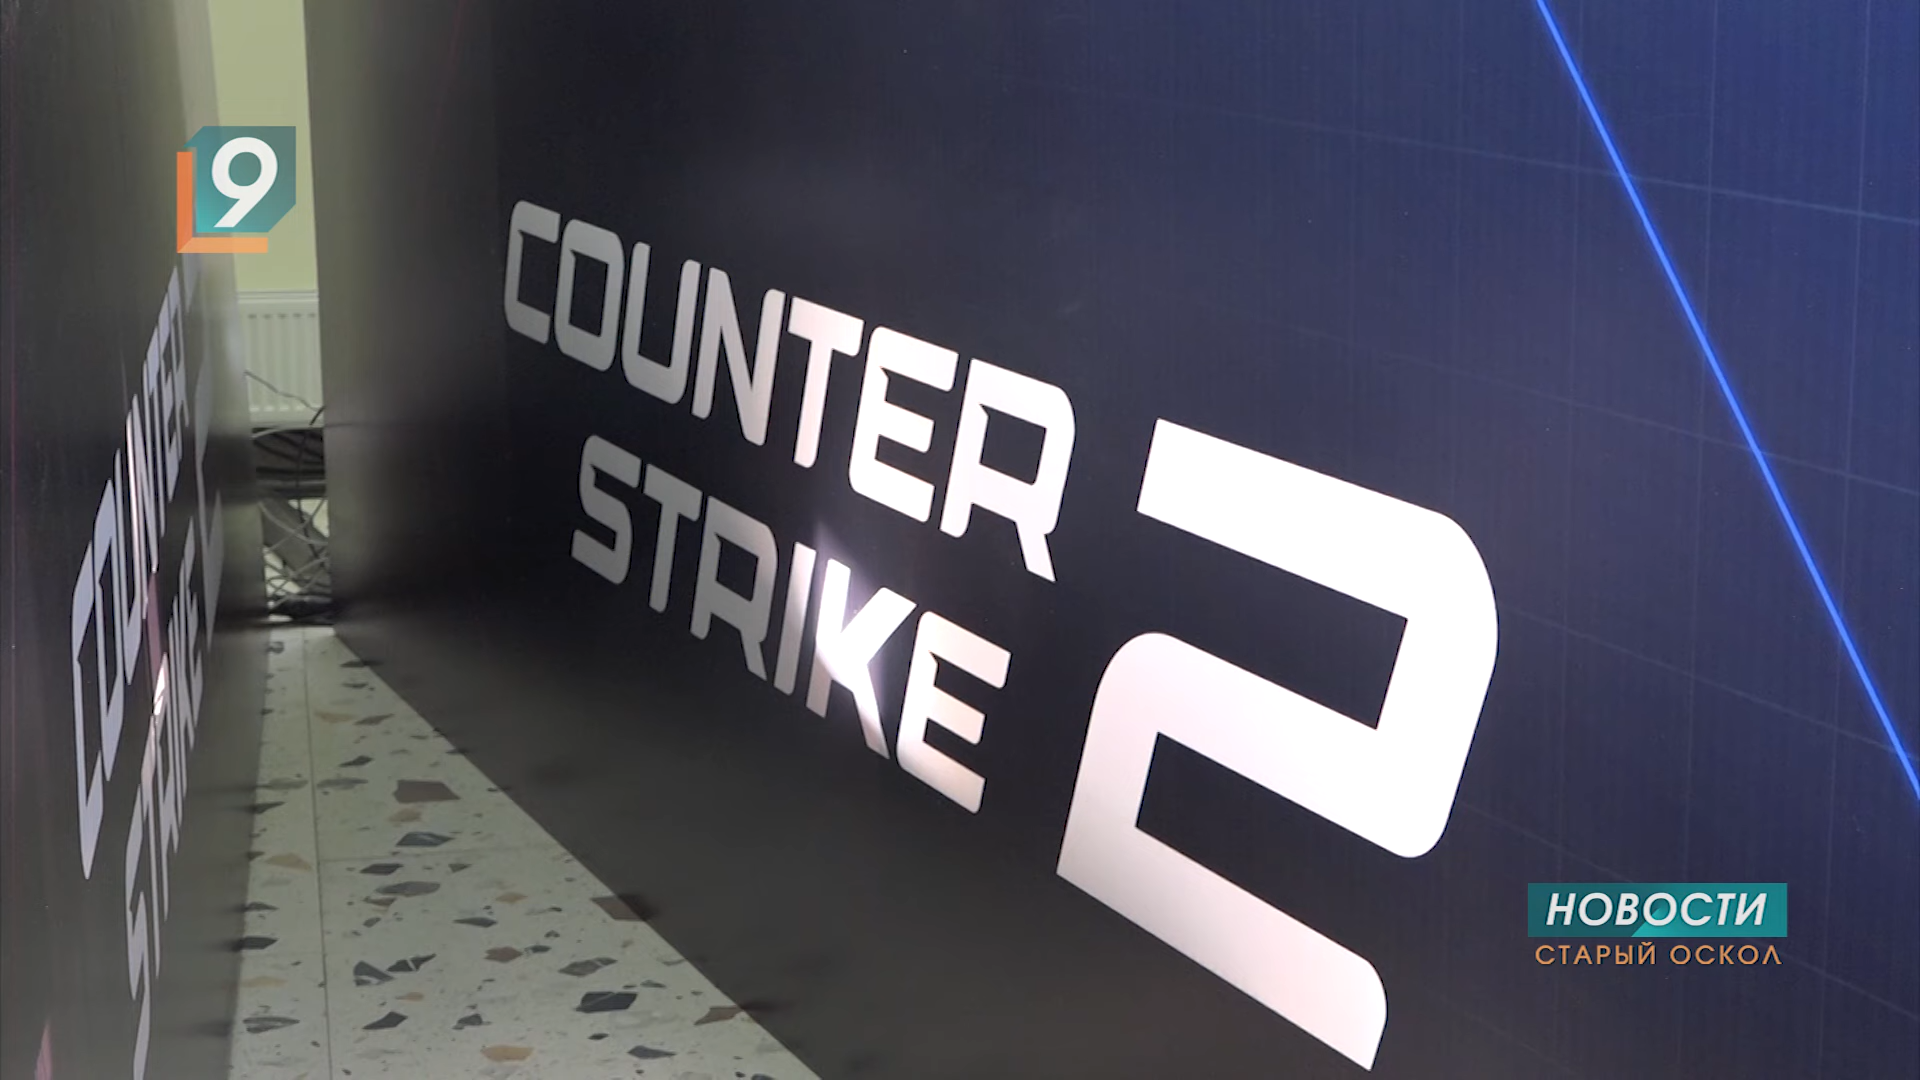 9
COUNTER
STRIKE
2
COUNTER
STRIKE
НОВОСТИ
СТАРЫЙ ОСКОЛ